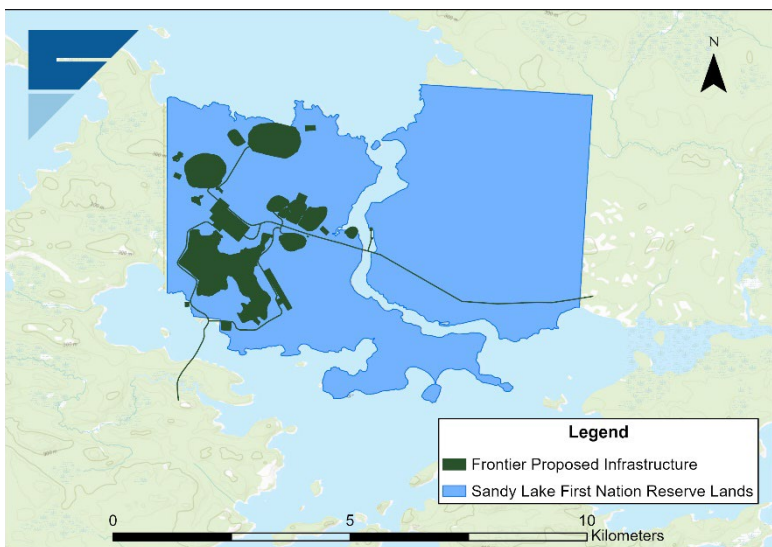 N
Legend
Frontier Proposed Infrastructure
Sandy Lake First Nation Reserve Lands
0 5 10
Kilometers